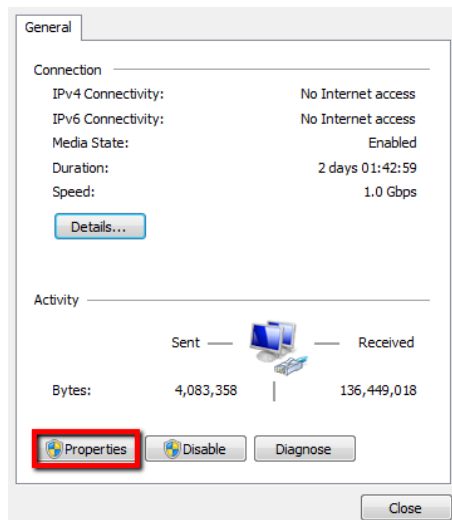 General
Connection
IPv4 Connectivity: No Internet access
IPv6 Connectivity: No Internet access
Media State: Enabled
Duration: 2 days 01:42:59
Speed: 1.0 Gbps
Details...
Activity
Sent Received
Bytes: 4,083,358 136,449,018
Properties Disable Diagnose
Close